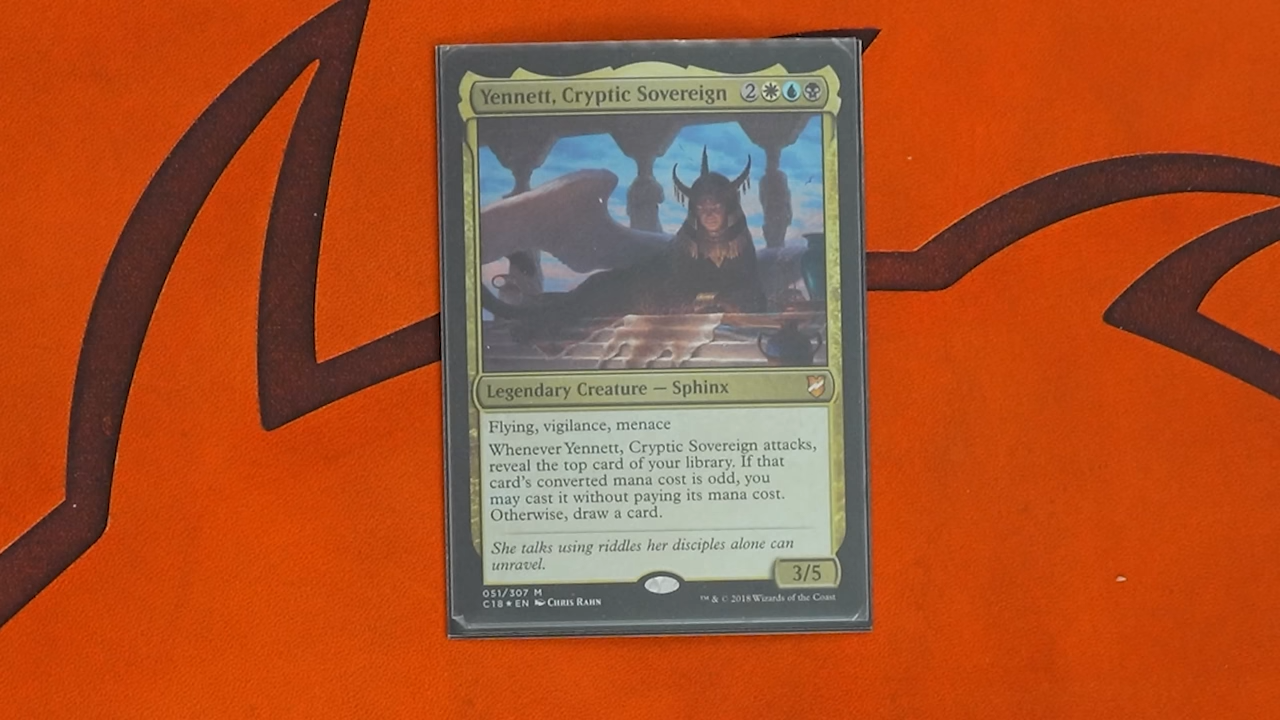 Yennett, Cryptic Sovereign 2
Legendary Creature — Sphinx
Flying, vigilance, menace
Whenever Yennett, Cryptic Sovereign attacks,
reveal the top card of your library. If that
card's converted mana cost is odd, you
may cast it without paying its mana cost.
Otherwise, draw a card.
She talks using riddles her disciples alone can
unravel.
3/5
051/307 M
C18★EN Chris Rahn
™ & © 2018 Wizards of the Coast